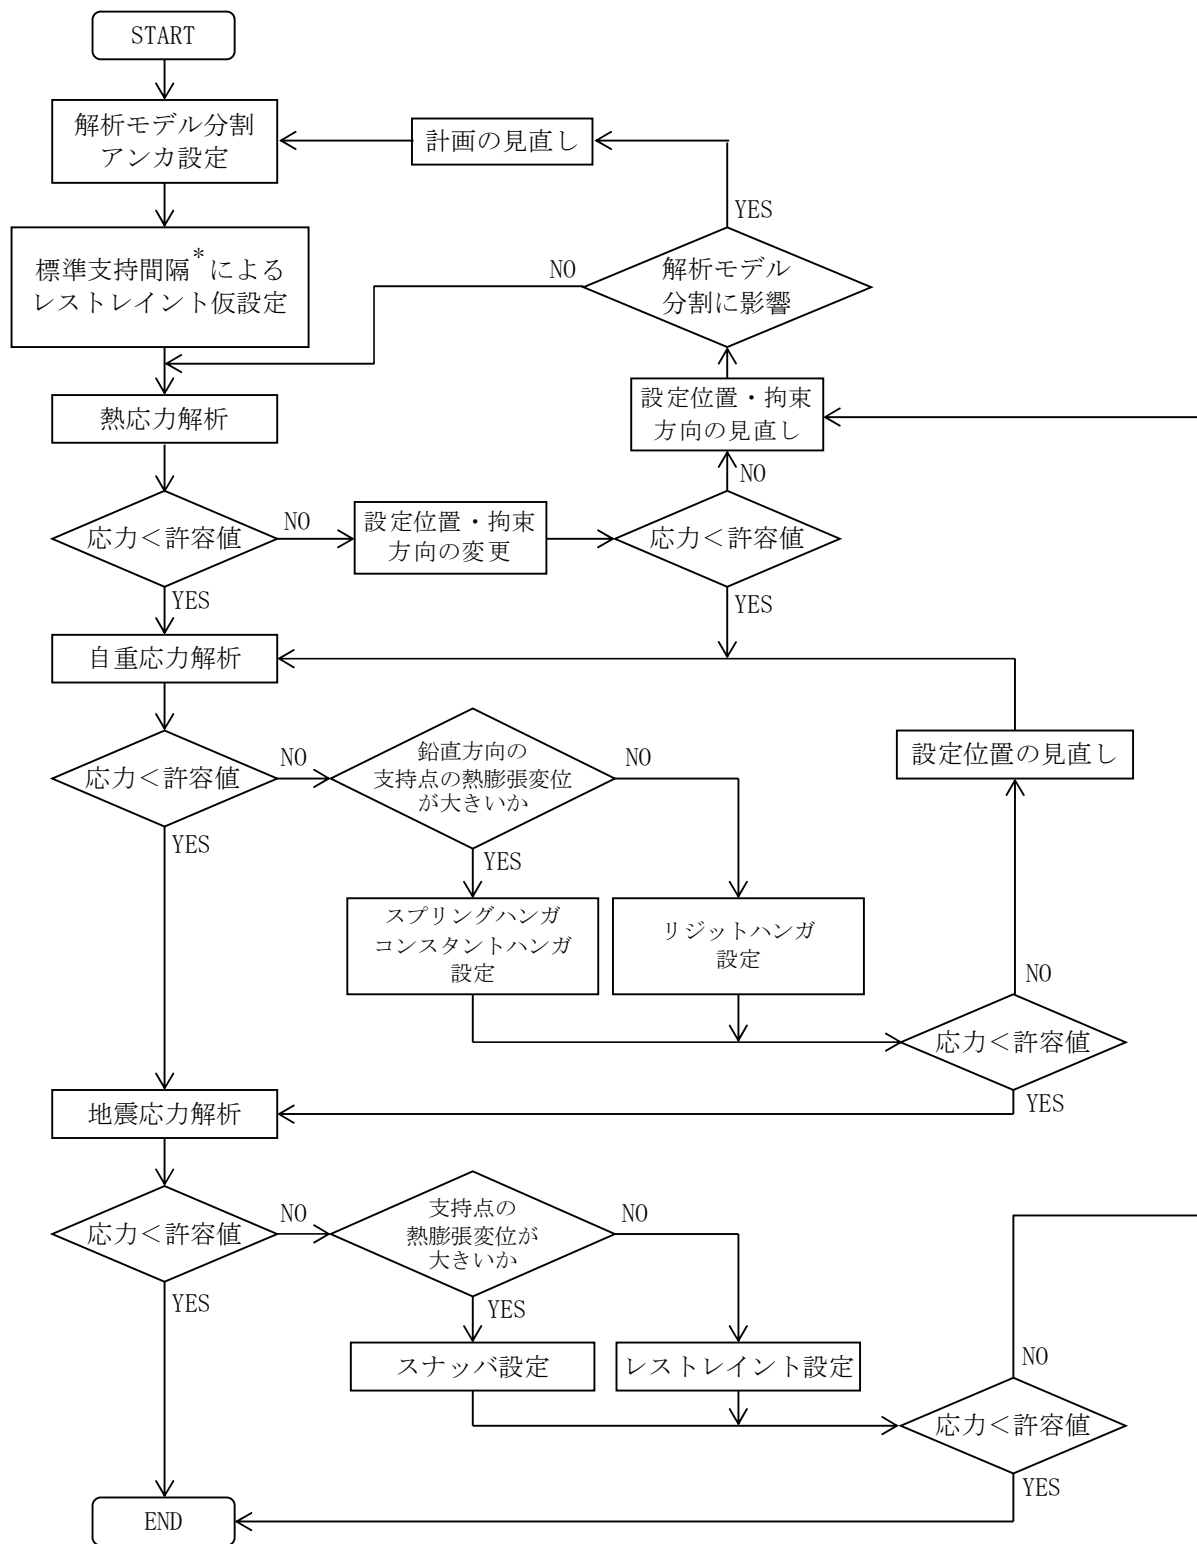 START
解析モデル分割
アンカ設定
計画の見直し
YES
標準支持間隔*による
レストレイント仮設定
NO
解析モデル
分割に影響
設定位置・拘束
方向の見直し
熱応力解析
NO
応力<許容値
NO
設定位置・拘束
方向の変更
応力<許容値
YES
YES
自重応力解析
応力<許容値
NO
鉛直方向の
支持点の熱膨張変位
が大きいか
NO
設定位置の見直し
YES
YES
スプリングハンガ
コンスタントハンガ
設定
リジットハンガ
設定
NO
応力<許容値
YES
地震応力解析
応力<許容値
NO
支持点の
熱膨張変位が
大きいか
NO
YES
YES
スナッバ設定
レストレイント設定
NO
応力<許容値
YES
END